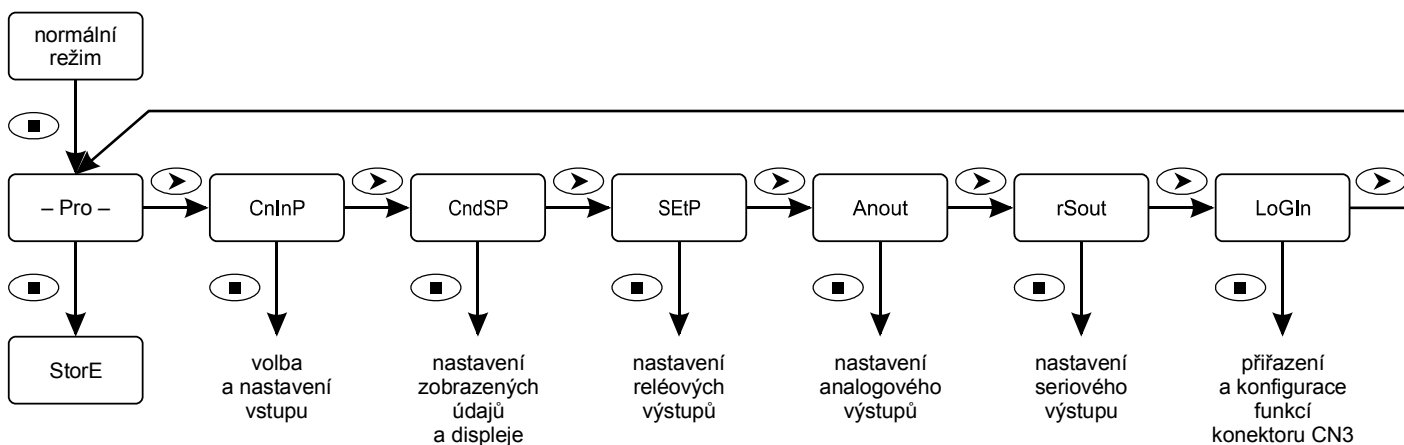 normální
režim
– Pro –
CnInP
CndSP
SEtP
Anout
rSout
LoGIn
StorE
volba
a nastavení
vstupu
nastavení
zobrazených
údajů
a displeje
nastavení
reléových
výstupů
nastavení
analogového
výstupů
nastavení
seriového
výstupu
přiřazení
a konfigurace
funkcí
konektoru CN3